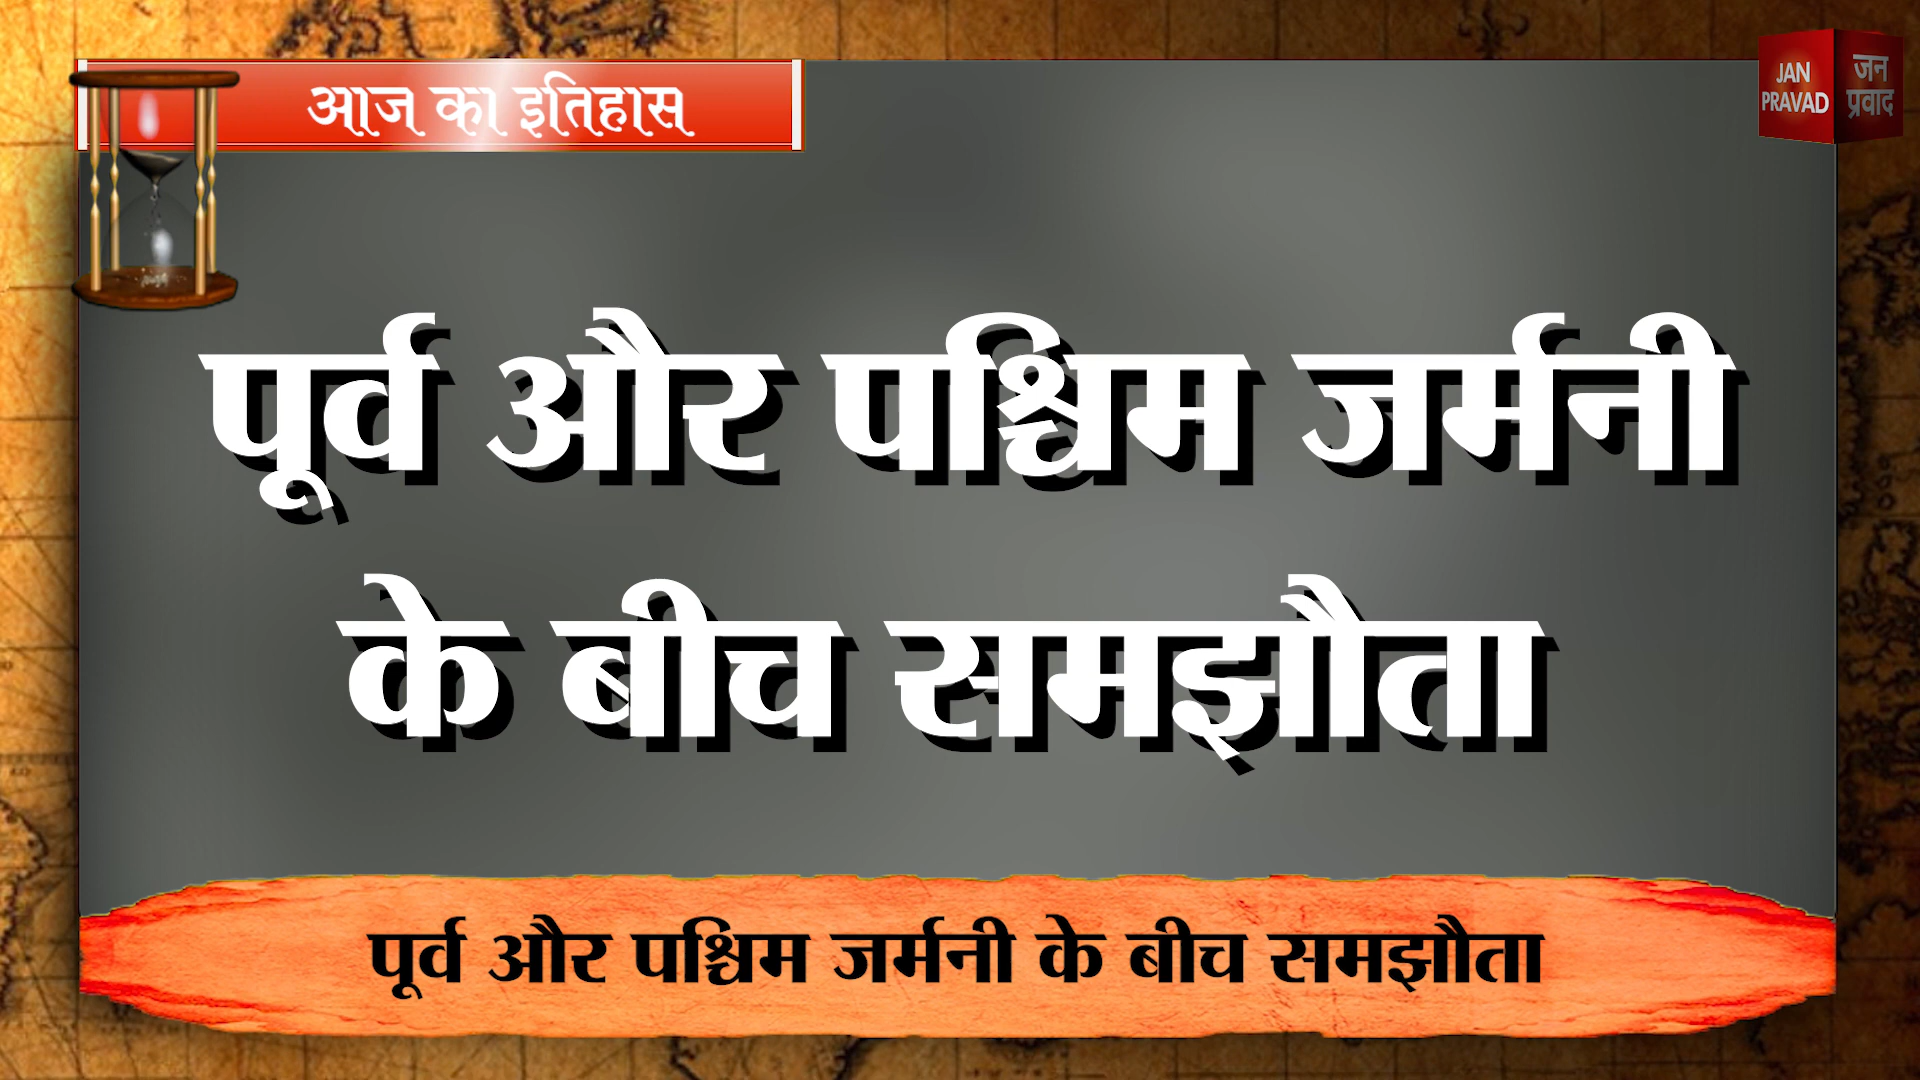 आज का इतिहास
JAN
PRAVAD
जन
प्रवाद
पूर्व और पश्चिम जर्मनी
के बीच समझौता
पूर्व और पश्चिम जर्मनी के बीच समझौता